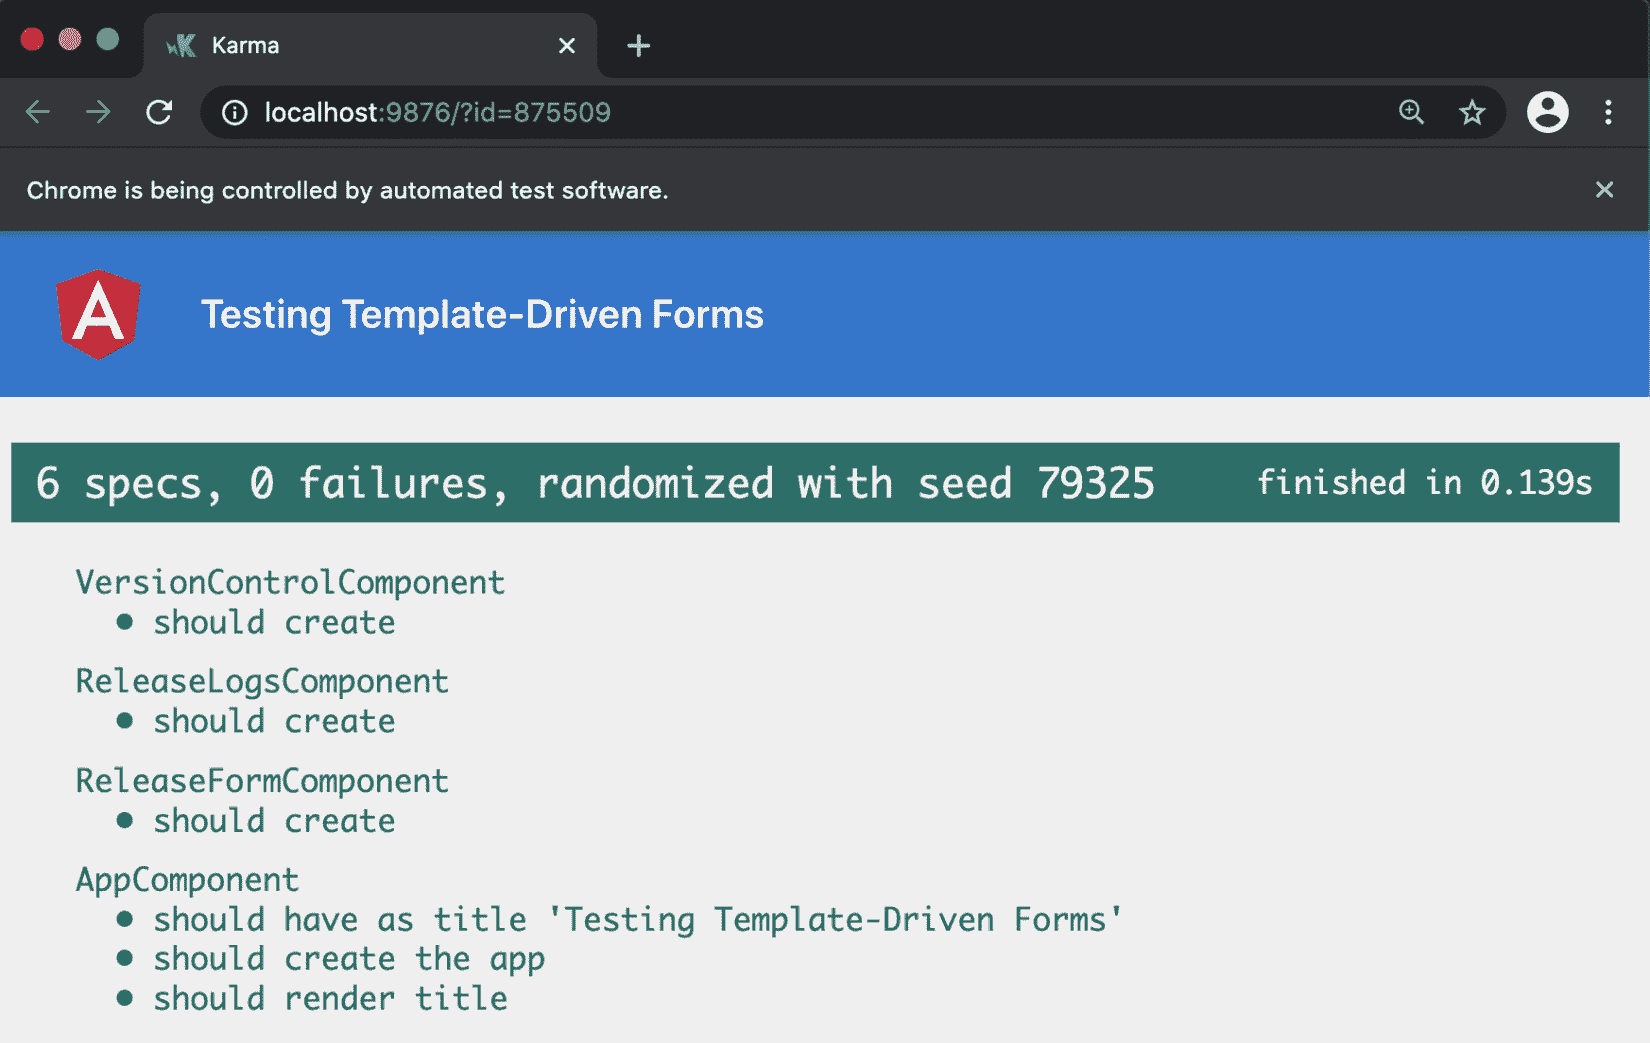 Karma
localhost:9876/?id=875509
Chrome is being controlled by automated test software.
Testing Template-Driven Forms
6 specs, 0 failures, randomized with seed 79325 finished in 0.139s
VersionControlComponent
• should create
ReleaseLogsComponent
• should create
ReleaseFormComponent
• should create
AppComponent
• should have as title 'Testing Template-Driven Forms'
• should create the app
• should render title